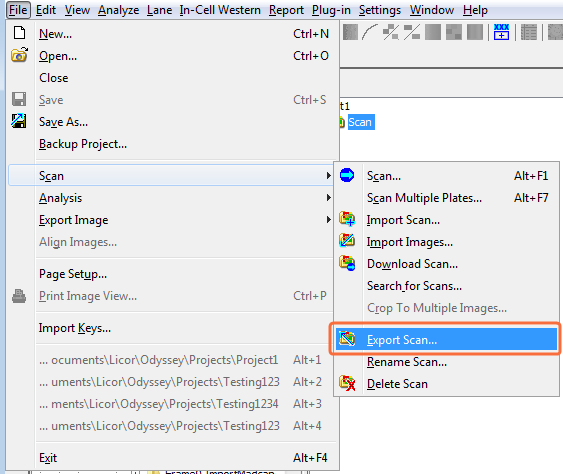 File Edit View Analyze Lane In-Cell Western Report Plug-in Settings Window Help
New... Ctrl+N
Open... Ctrl+O
Close
Save Ctrl+S
Save As...
Backup Project...
Scan
Analysis
Export Image
Align Images...
Page Setup...
Print Image View... Ctrl+P
Import Keys...
... ocuments\Licor\Odyssey\Projects\Project1 Alt+1
... uments\Licor\Odyssey\Projects\Testing123 Alt+2
... ments\Licor\Odyssey\Projects\Testing1234 Alt+3
... uments\Licor\Odyssey\Projects\Testing123 Alt+4
Exit Alt+F4
XXX
t1
Scan
Scan... Alt+F1
Scan Multiple Plates... Alt+F7
Import Scan...
Import Images...
Download Scan...
Search for Scans...
Crop To Multiple Images...
Export Scan...
Rename Scan...
Delete Scan